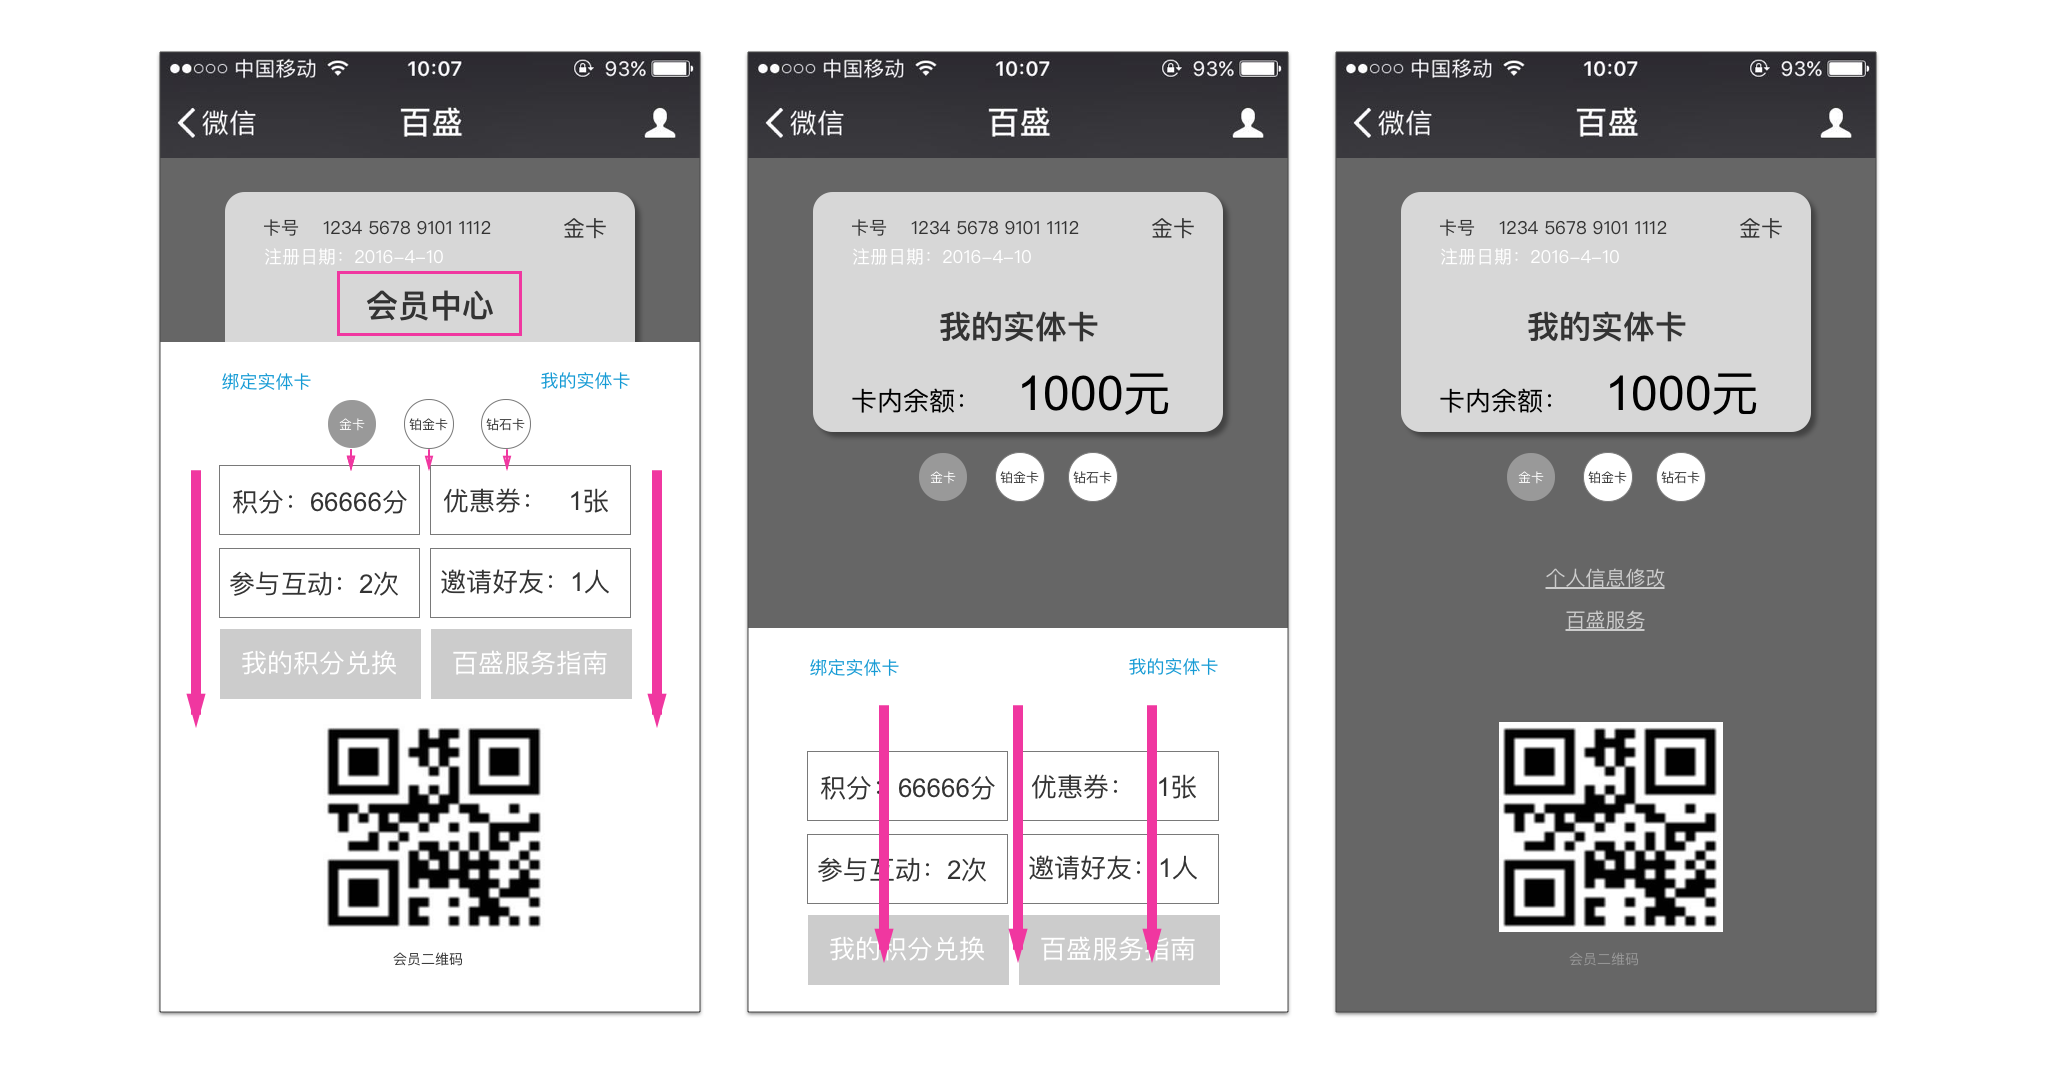 中国移动 10:07 93%
微信 百盛
卡号 1234 5678 9101 1112 金卡
注册日期：2016-4-10
会员中心
绑定实体卡 我的实体卡
金卡 铂金卡 钻石卡
积分：66666分 优惠券： 1张
参与互动：2次 邀请好友：1人
我的积分兑换 百盛服务指南
会员二维码
中国移动 10:07 93%
微信 百盛
卡号 1234 5678 9101 1112 金卡
注册日期：2016-4-10
我的实体卡
卡内余额： 1000元
金卡 铂金卡 钻石卡
绑定实体卡 我的实体卡
积分：66666分 优惠券： 1张
参与互动：2次 邀请好友：1人
我的积分兑换 百盛服务指南
中国移动 10:07 93%
微信 百盛
卡号 1234 5678 9101 1112 金卡
注册日期：2016-4-10
我的实体卡
卡内余额： 1000元
金卡 铂金卡 钻石卡
个人信息修改
百盛服务
会员二维码